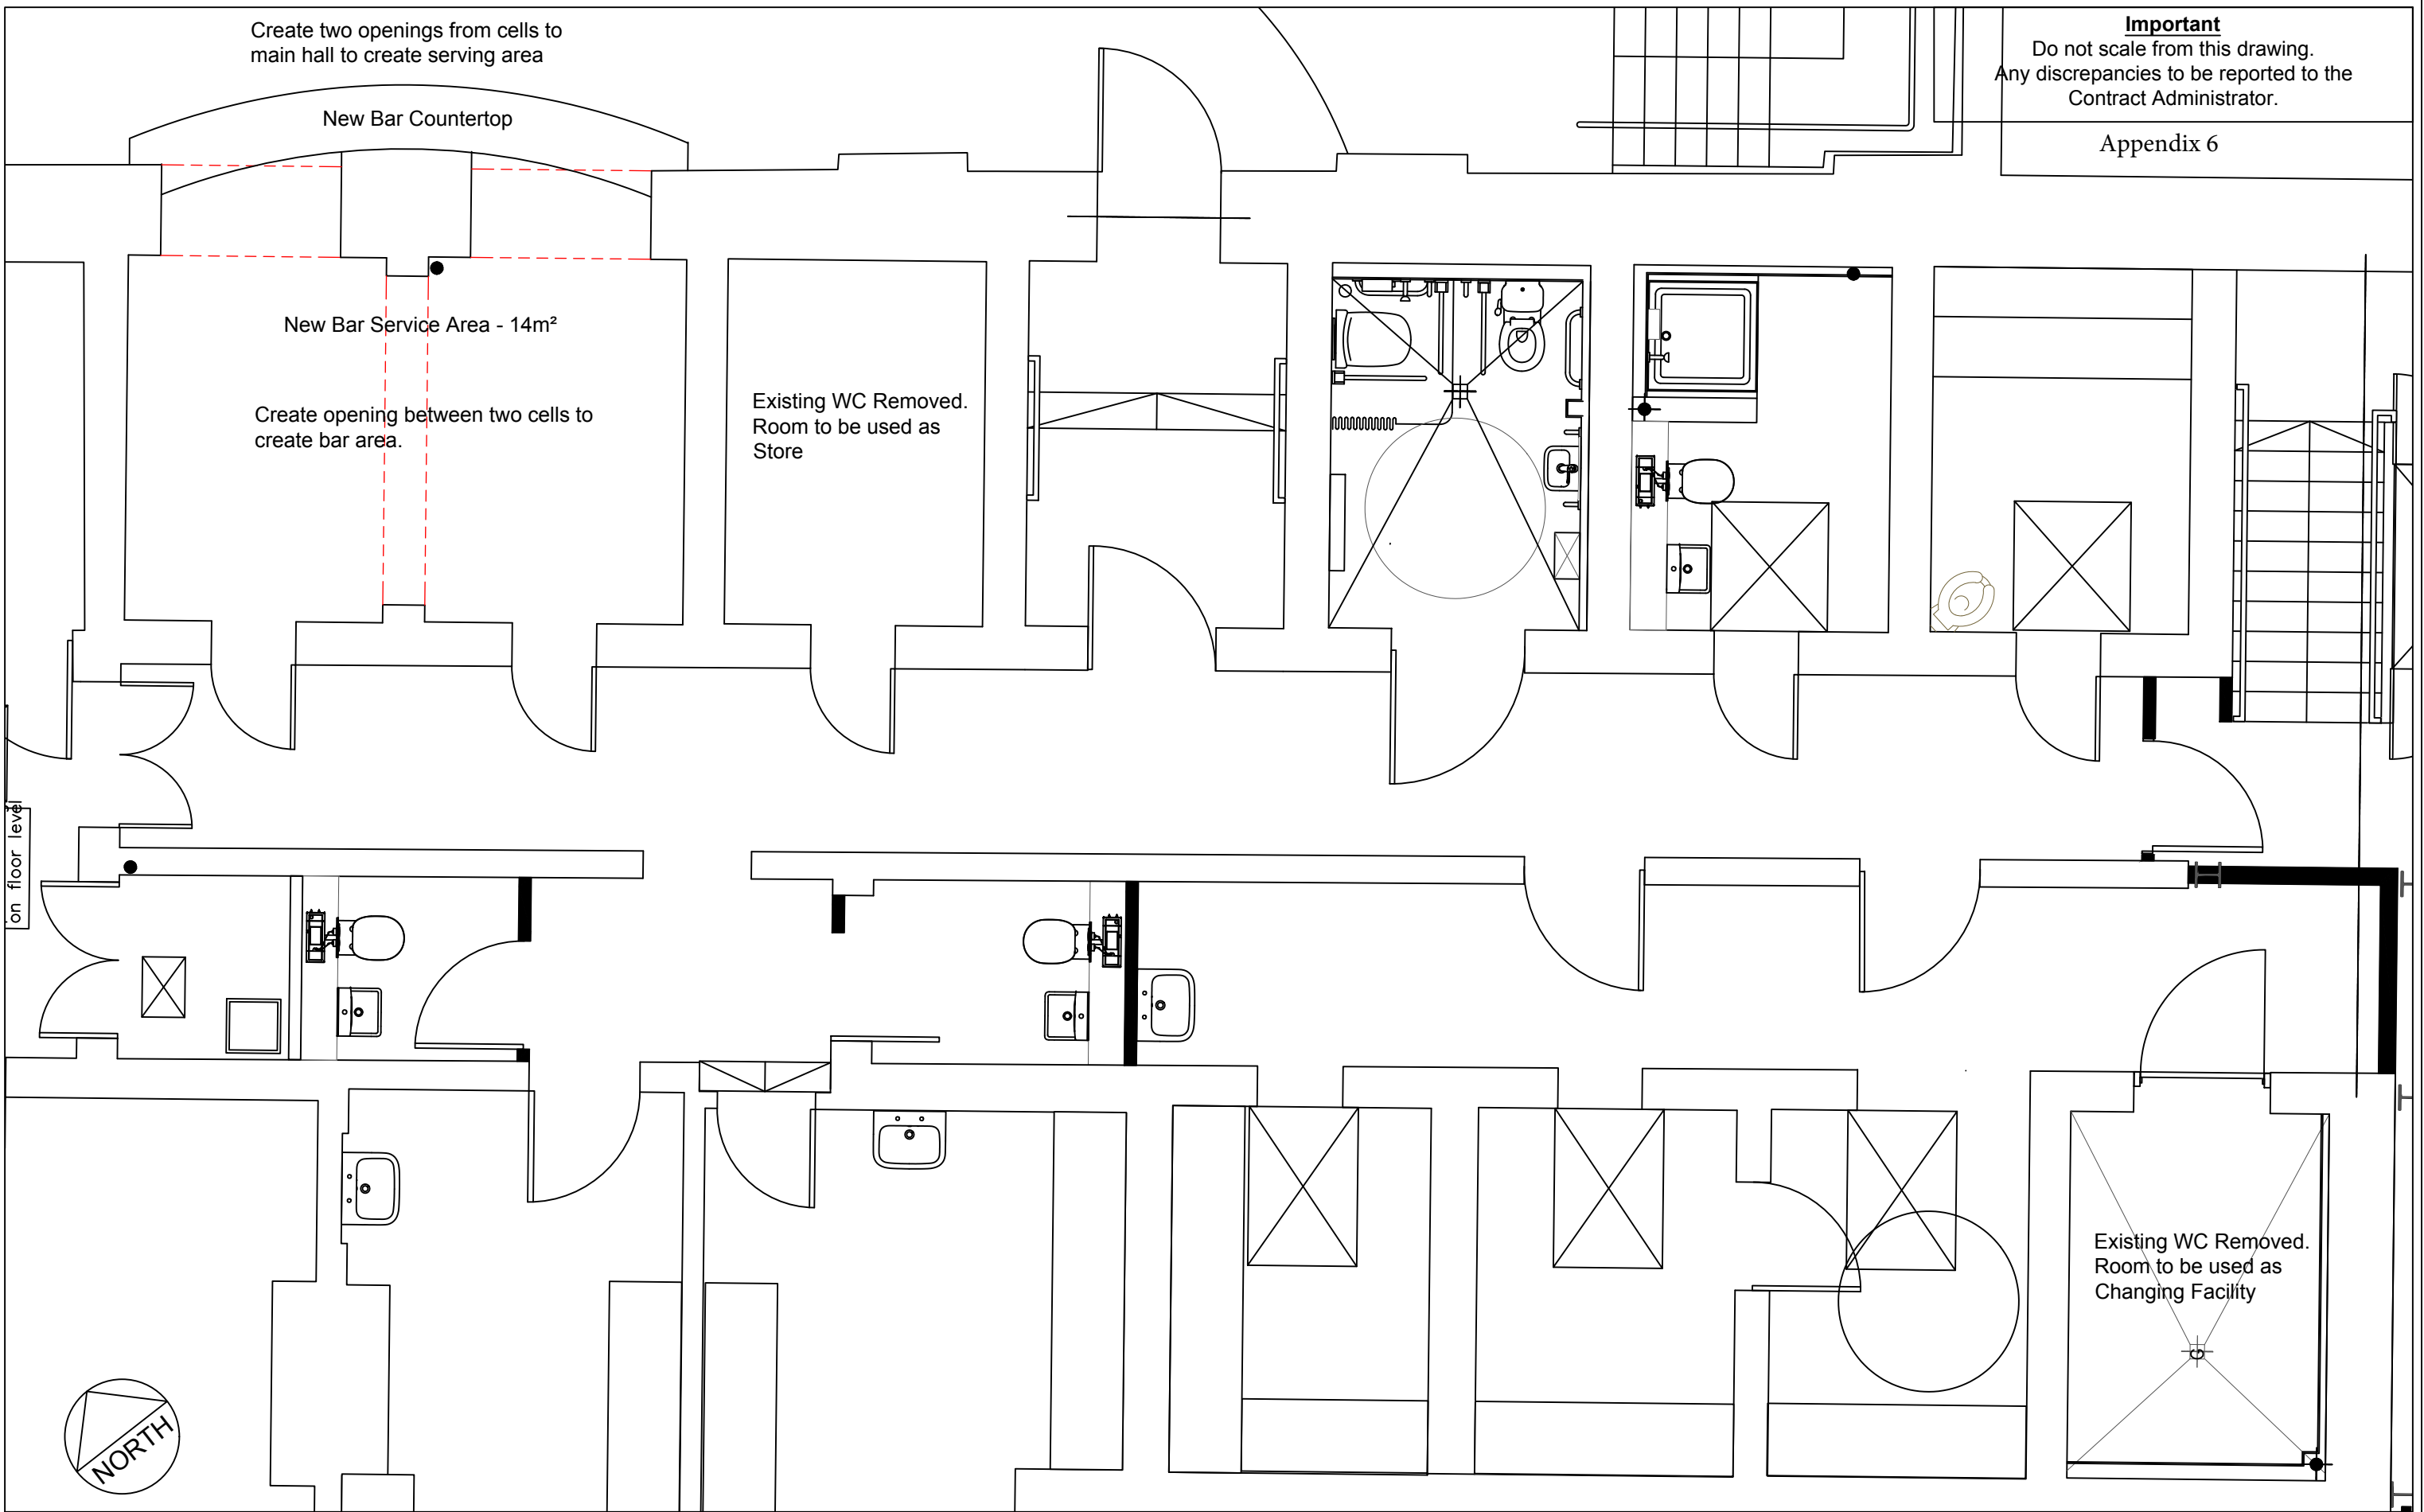 Create two openings from cells to
main hall to create serving area
New Bar Countertop
Important
Do not scale from this drawing.
Any discrepancies to be reported to the
Contract Administrator.
Appendix 6
New Bar Service Area - 14m²
Create opening between two cells to
create bar area.
Existing WC Removed.
Room to be used as
Store
on floor level
Existing WC Removed.
Room to be used as
Changing Facility
G
NORTH